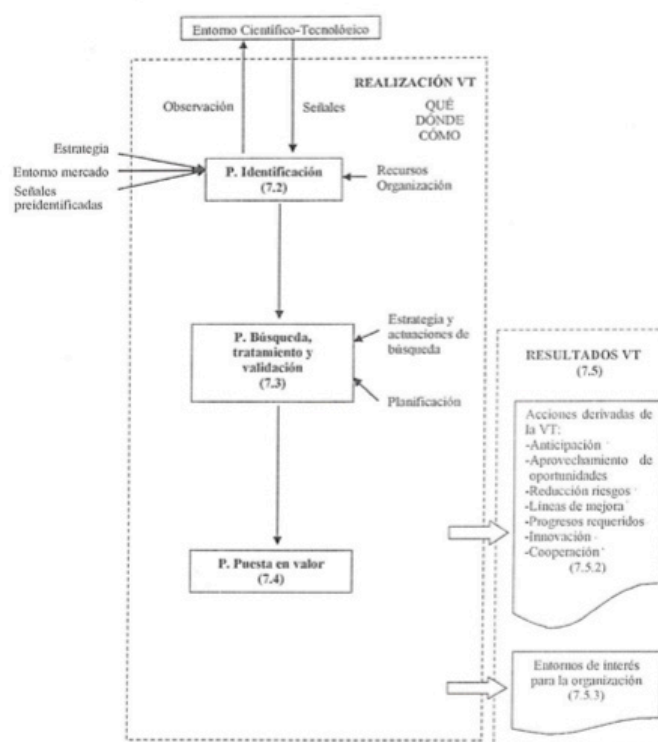 Entorno Científico-Tecnológico
REALIZACIÓN VT
QUÉ
DÓNDE
CÓMO
Observación
Señales
Estrategia
Entorno mercado
Señales
preidentificadas
P. Identificación
(7.2)
Recursos
Organización
P. Búsqueda,
tratamiento y
validación
(7.3)
Estrategia y
actuaciones de
búsqueda
Planificación
P. Puesta en valor
(7.4)
RESULTADOS VT
(7.5)
Acciones derivadas de
la VT:
-Anticipación
-Aprovechamiento de
oportunidades
-Reducción riesgos
-Líneas de mejora
-Progresos requeridos
-Innovación
-Cooperación
(7.5.2)
Entornos de interés
para la organización
(7.5.3)